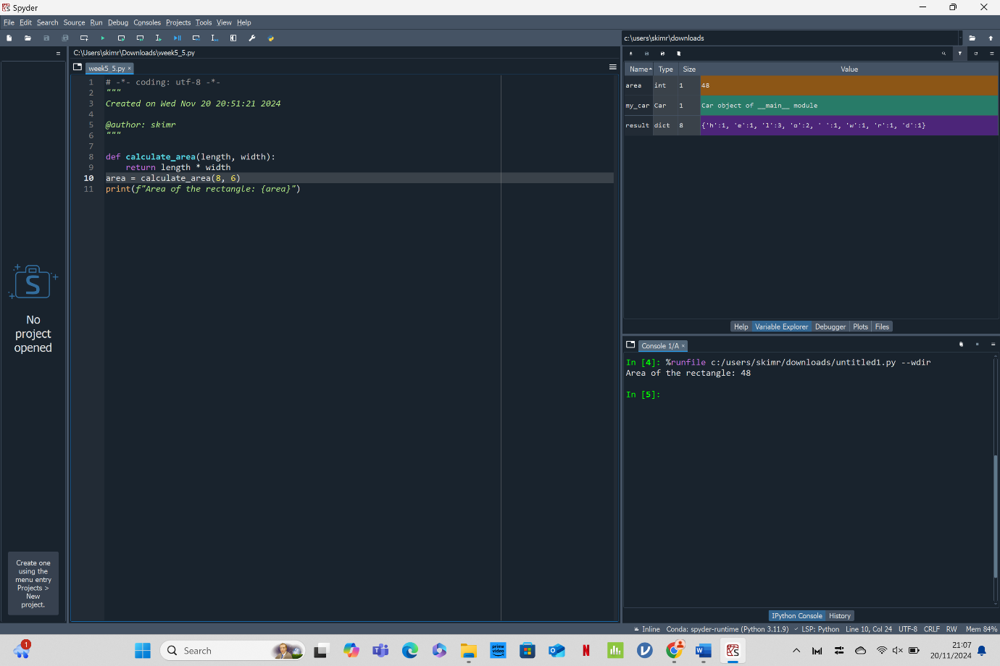 Spyder
File Edit Search Source Run Debug Consoles Projects Tools View Help
c:\users\skimr\downloads
C:\Users\skimr\Downloads\week5_5.py
week5_5.py
1 # -*- coding: utf-8 -*-
2 """
3 Created on Wed Nov 20 20:51:21 2024
4
5 @author: skimr
6 """
7
8 def calculate_area(length, width):
9 return length * width
10 area = calculate_area(8, 6)
11 print(f"Area of the rectangle: {area}")
No
project
opened
Create one
using the
menu entry
Projects >
New
project.
Name Type Size Value
area int 1 48
my_car Car 1 Car object of __main__ module
result dict 8 {'h':1, 'e':1, 'l':3, 'o':2, ' ':1, 'w':1, 'r':1, 'd':1}
Help Variable Explorer Debugger Plots Files
Console 1/A
In [4]: %runfile c:/users/skimr/downloads/untitled1.py --wdir
Area of the rectangle: 48
In [5]:
IPython Console History
Inline Conda: spyder-runtime (Python 3.11.9) LSP: Python Line 10, Col 24 UTF-8 CRLF RW Mem 84%
1
Search
prime
video
21:07
20/11/2024